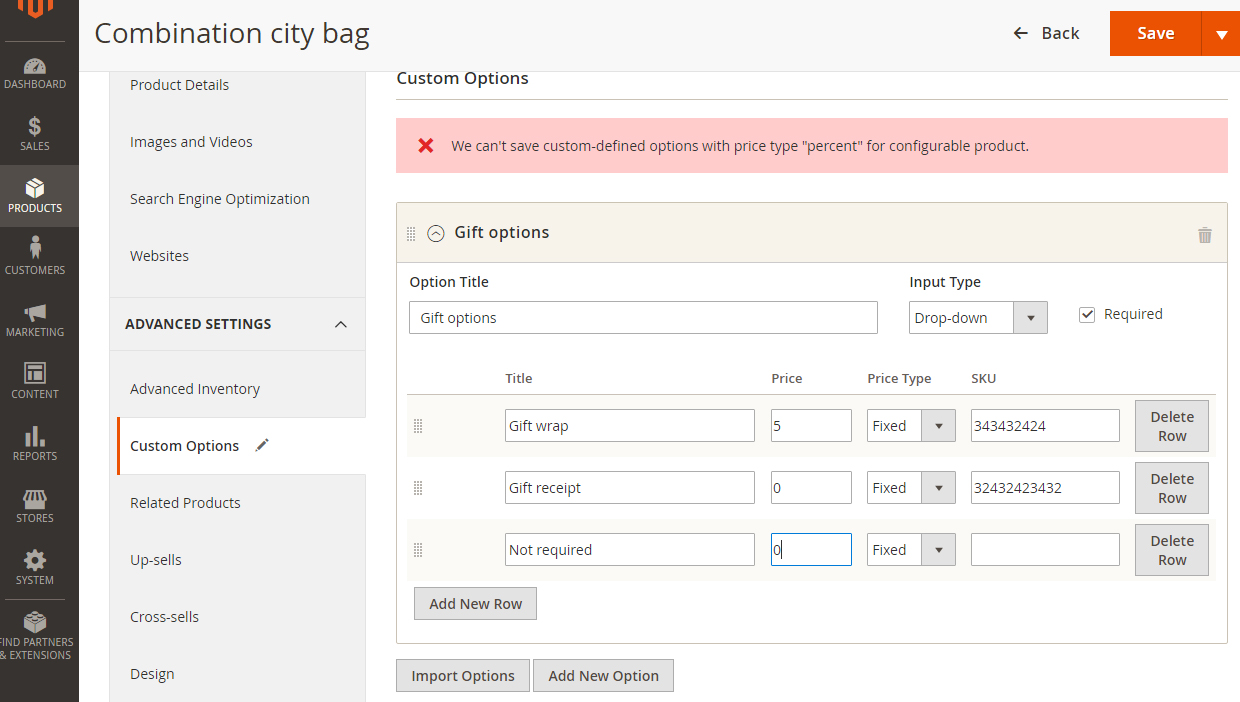 Combination city bag
Back
Save
DASHBOARD
SALES
PRODUCTS
CUSTOMERS
MARKETING
CONTENT
REPORTS
STORES
SYSTEM
FIND PARTNERS
& EXTENSIONS
Product Details
Images and Videos
Search Engine Optimization
Websites
ADVANCED SETTINGS
Advanced Inventory
Custom Options
Related Products
Up-sells
Cross-sells
Design
Custom Options
We can't save custom-defined options with price type "percent" for configurable product.
Gift options
Option Title
Input Type
Gift options
Drop-down
Required
Title Price Price Type SKU
Gift wrap 5 Fixed 343432424 Delete
Row
Gift receipt 0 Fixed 32432423432 Delete
Row
Not required 0 Fixed Delete
Row
Add New Row
Import Options
Add New Option